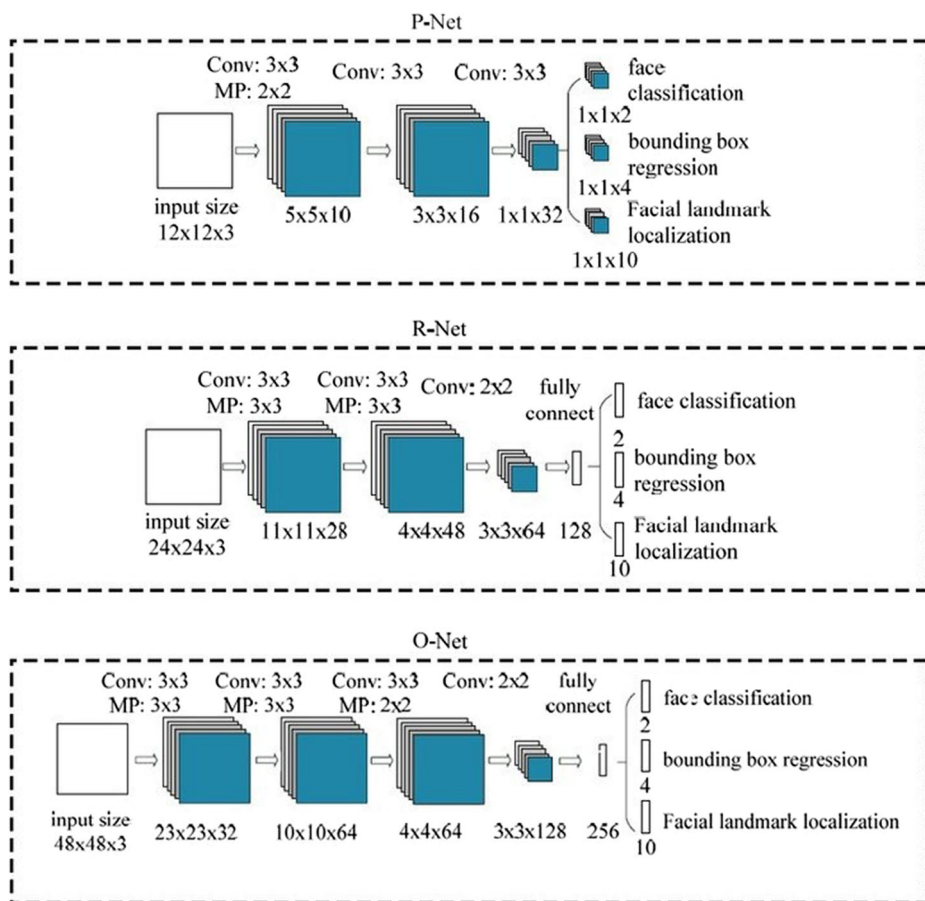 P-Net
Conv: 3x3 Conv: 3x3 Conv: 3x3
MP: 2x2
face
classification
1x1x2
bounding box
regression
1x1x4
Facial landmark
localization
1x1x10
input size
12x12x3
5x5x10 3x3x16 1x1x32
R-Net
Conv: 3x3 Conv: 3x3 Conv: 2x2 fully
MP: 3x3 MP: 3x3 connect
face classification
2
bounding box
regression
4
Facial landmark
localization
10
input size
24x24x3
11x11x28 4x4x48 3x3x64 128
O-Net
Conv: 3x3 Conv: 3x3 Conv: 3x3 Conv: 2x2 fully
MP: 3x3 MP: 3x3 MP: 2x2 connect
face classification
2
bounding box regression
4
Facial landmark localization
10
input size
48x48x3
23x23x32 10x10x64 4x4x64 3x3x128 256